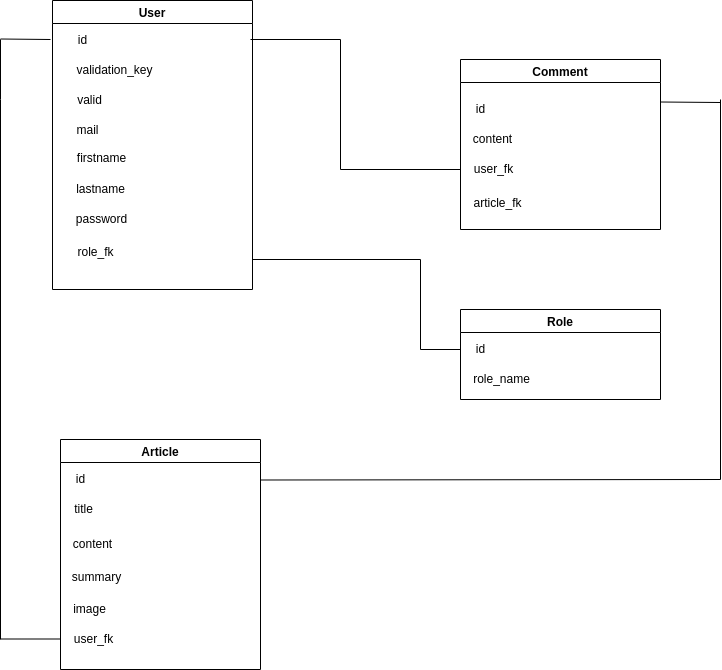 User
id
validation_key
valid
mail
firstname
lastname
password
role_fk
Comment
id
content
user_fk
article_fk
Role
id
role_name
Article
id
title
content
summary
image
user_fk